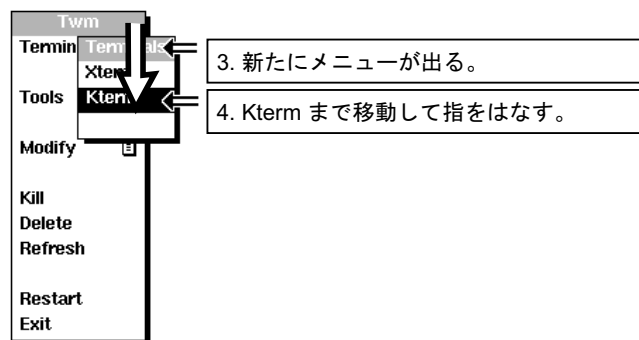 Twm
Termin
Terminals
Xterm
Tools
Kterm
Modify
Kill
Delete
Refresh
Restart
Exit
3. 新たにメニューが出る。
4. Kterm まで移動して指をはなす。